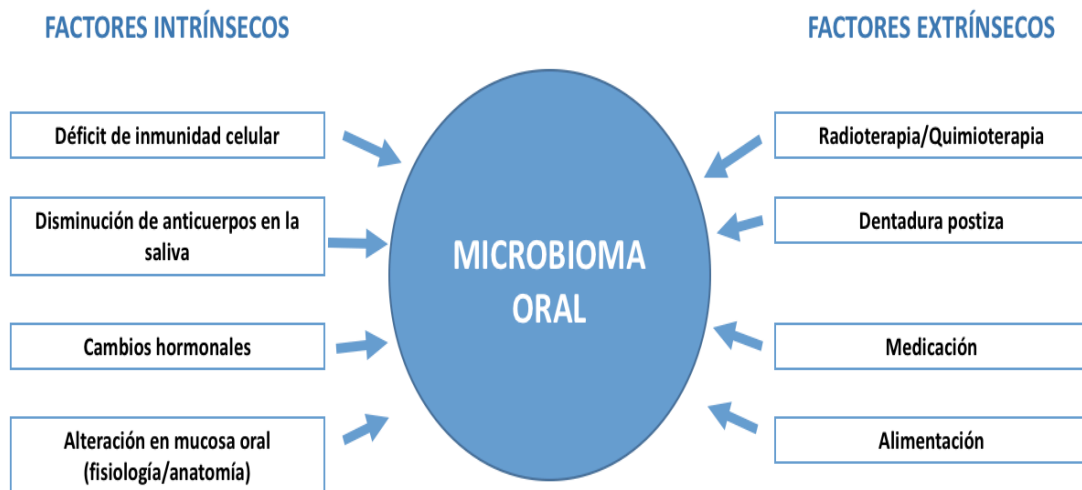 FACTORES INTRÍNSECOS
Déficit de inmunidad celular
Disminución de anticuerpos en la
saliva
Cambios hormonales
Alteración en mucosa oral
(fisiología/anatomía)
MICROBIOMA
ORAL
FACTORES EXTRÍNSECOS
Radioterapia/Quimioterapia
Dentadura postiza
Medicación
Alimentación